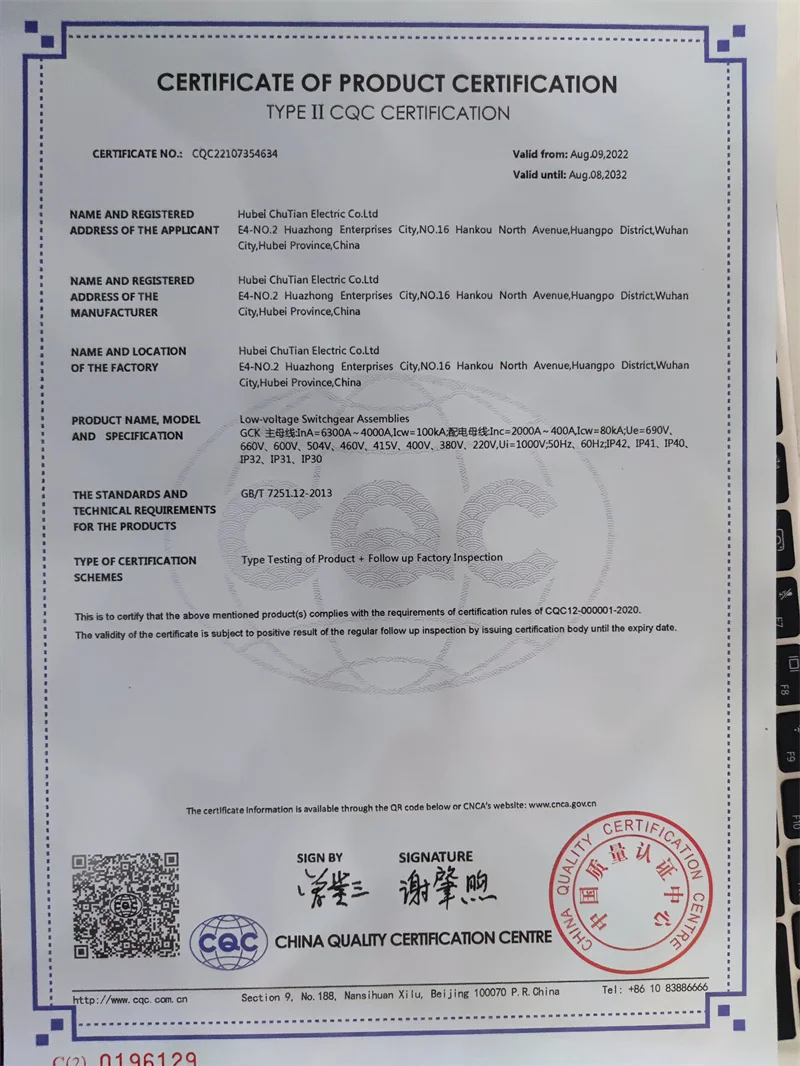 CERTIFICATE OF PRODUCT CERTIFICATION
TYPE II CQC CERTIFICATION
CERTIFICATE NO.: CQC22107354634
Valid from: Aug.09,2022
Valid until: Aug.08,2032
NAME AND REGISTERED
ADDRESS OF THE APPLICANT
Hubei ChuTian Electric Co.Ltd
E4-NO.2 Huazhong Enterprises City,NO.16 Hankou North Avenue,Huangpo District,Wuhan
City,Hubei Province,China
NAME AND REGISTERED
ADDRESS OF THE
MANUFACTURER
Hubei ChuTian Electric Co.Ltd
E4-NO.2 Huazhong Enterprises City,NO.16 Hankou North Avenue,Huangpo District,Wuhan
City,Hubei Province,China
NAME AND LOCATION
OF THE FACTORY
Hubei ChuTian Electric Co.Ltd
E4-NO.2 Huazhong Enterprises City,NO.16 Hankou North Avenue,Huangpo District,Wuhan
City,Hubei Province,China
PRODUCT NAME, MODEL
AND SPECIFICATION
Low-voltage Switchgear Assemblies
GCK 主母线:InA=6300A~4000A,Icw=100kA;配电母线:Inc=2000A~400A,Icw=80kA;Ue=690V、
660V、600V、504V、460V、415V、400V、380V、220V,Ui=1000V;50Hz、60Hz;IP42、IP41、IP40、
IP32、IP31、IP30
THE STANDARDS AND
TECHNICAL REQUIREMENTS
FOR THE PRODUCTS
GB/T 7251.12-2013
TYPE OF CERTIFICATION
SCHEMES
Type Testing of Product + Follow up Factory Inspection
CQC
This is to certify that the above mentioned product(s) complies with the requirements of certification rules of CQC12-000001-2020.
The validity of the certificate is subject to positive result of the regular follow up inspection by issuing certification body until the expiry date.
The certificate information is available through the QR code below or CNCA's website: www.cnca.gov.cn
SIGN BY
SIGNATURE
谢肇煦
CQC
CQC
CHINA QUALITY CERTIFICATION CENTRE
CHINA QUALITY CERTIFICATION CENTRE
中国质量认证中心
http://www.cqc.com.cn
Section 9, No.188, Nansihuan Xilu, Beijing 100070 P.R.China
Tel: +86 10 83886666
C(2) 0196129
F7
F8
F9
F10